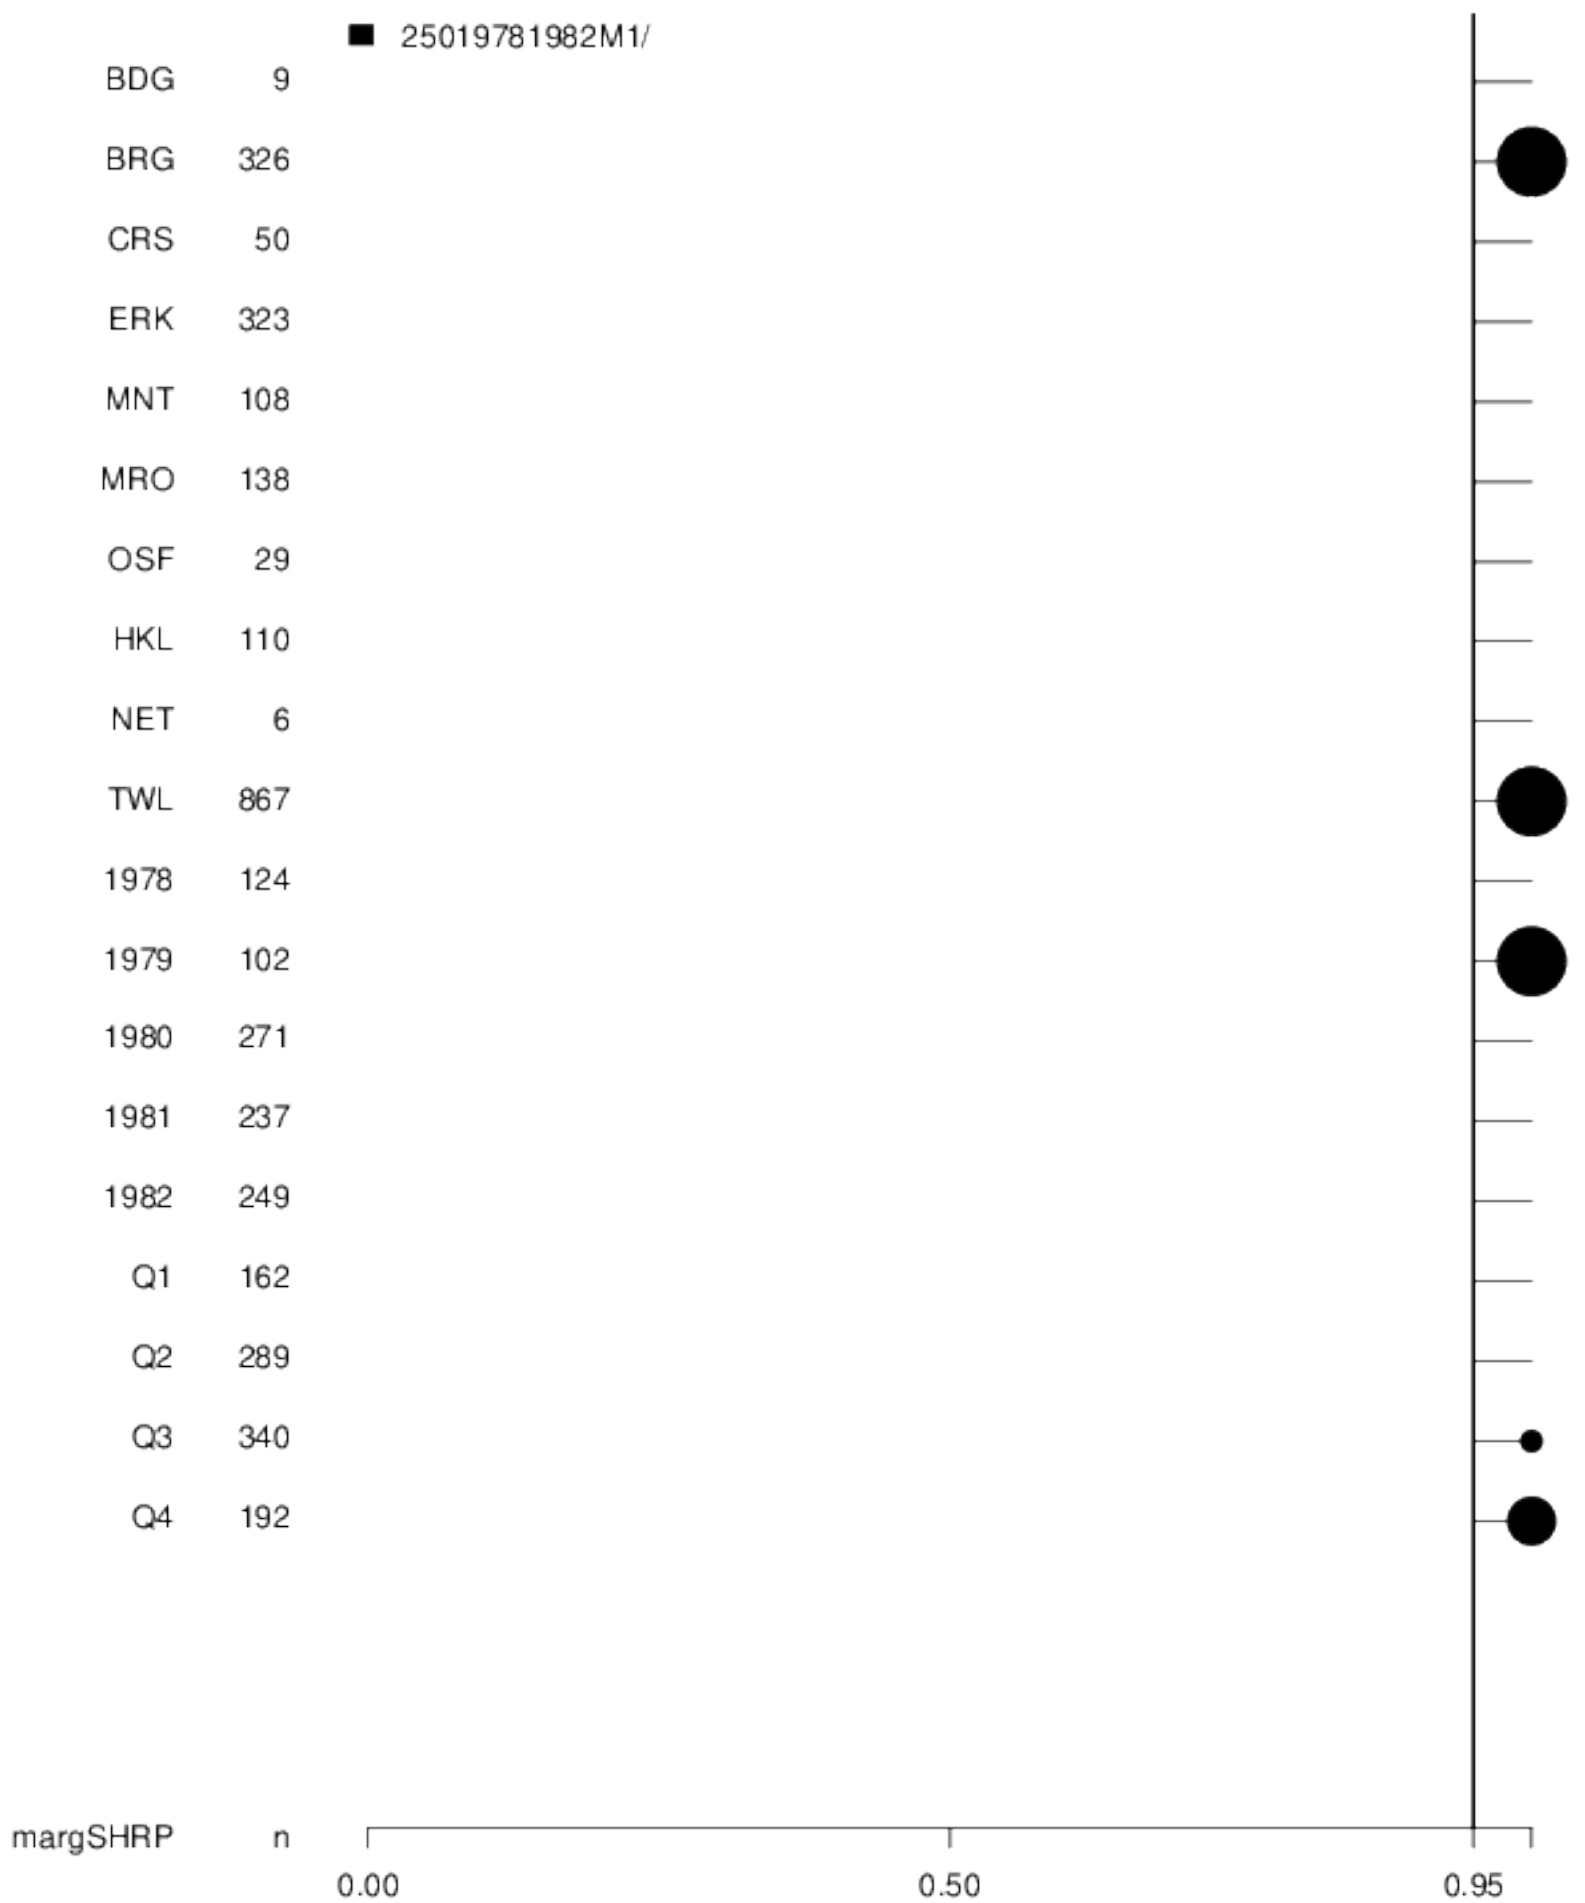 25019781982M1/
BDG 9
BRG 326
CRS 50
ERK 323
MNT 108
MRO 138
OSF 29
HKL 110
NET 6
TWL 867
1978 124
1979 102
1980 271
1981 237
1982 249
Q1 162
Q2 289
Q3 340
Q4 192
margSHRP n
0.00 0.50 0.95